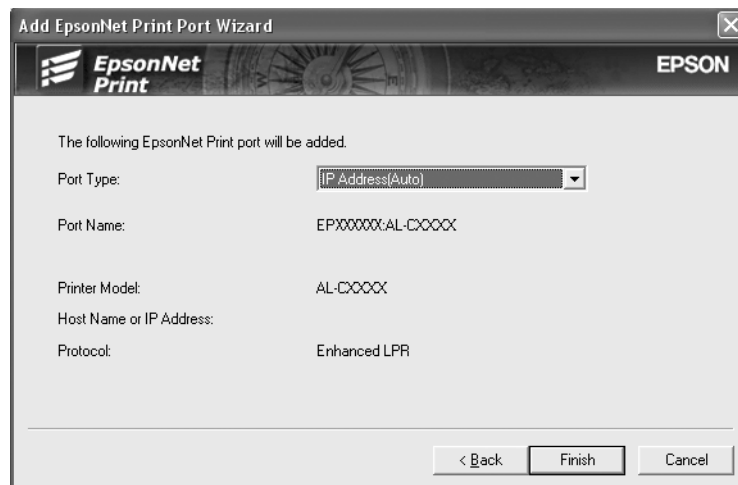 Add EpsonNet Print Port Wizard
EpsonNet
Print
EPSON
The following EpsonNet Print port will be added.
Port Type: IP Address(Auto)
Port Name: EPXXXXXX:AL-CXXXX
Printer Model: AL-CXXXX
Host Name or IP Address:
Protocol: Enhanced LPR
< Back Finish Cancel